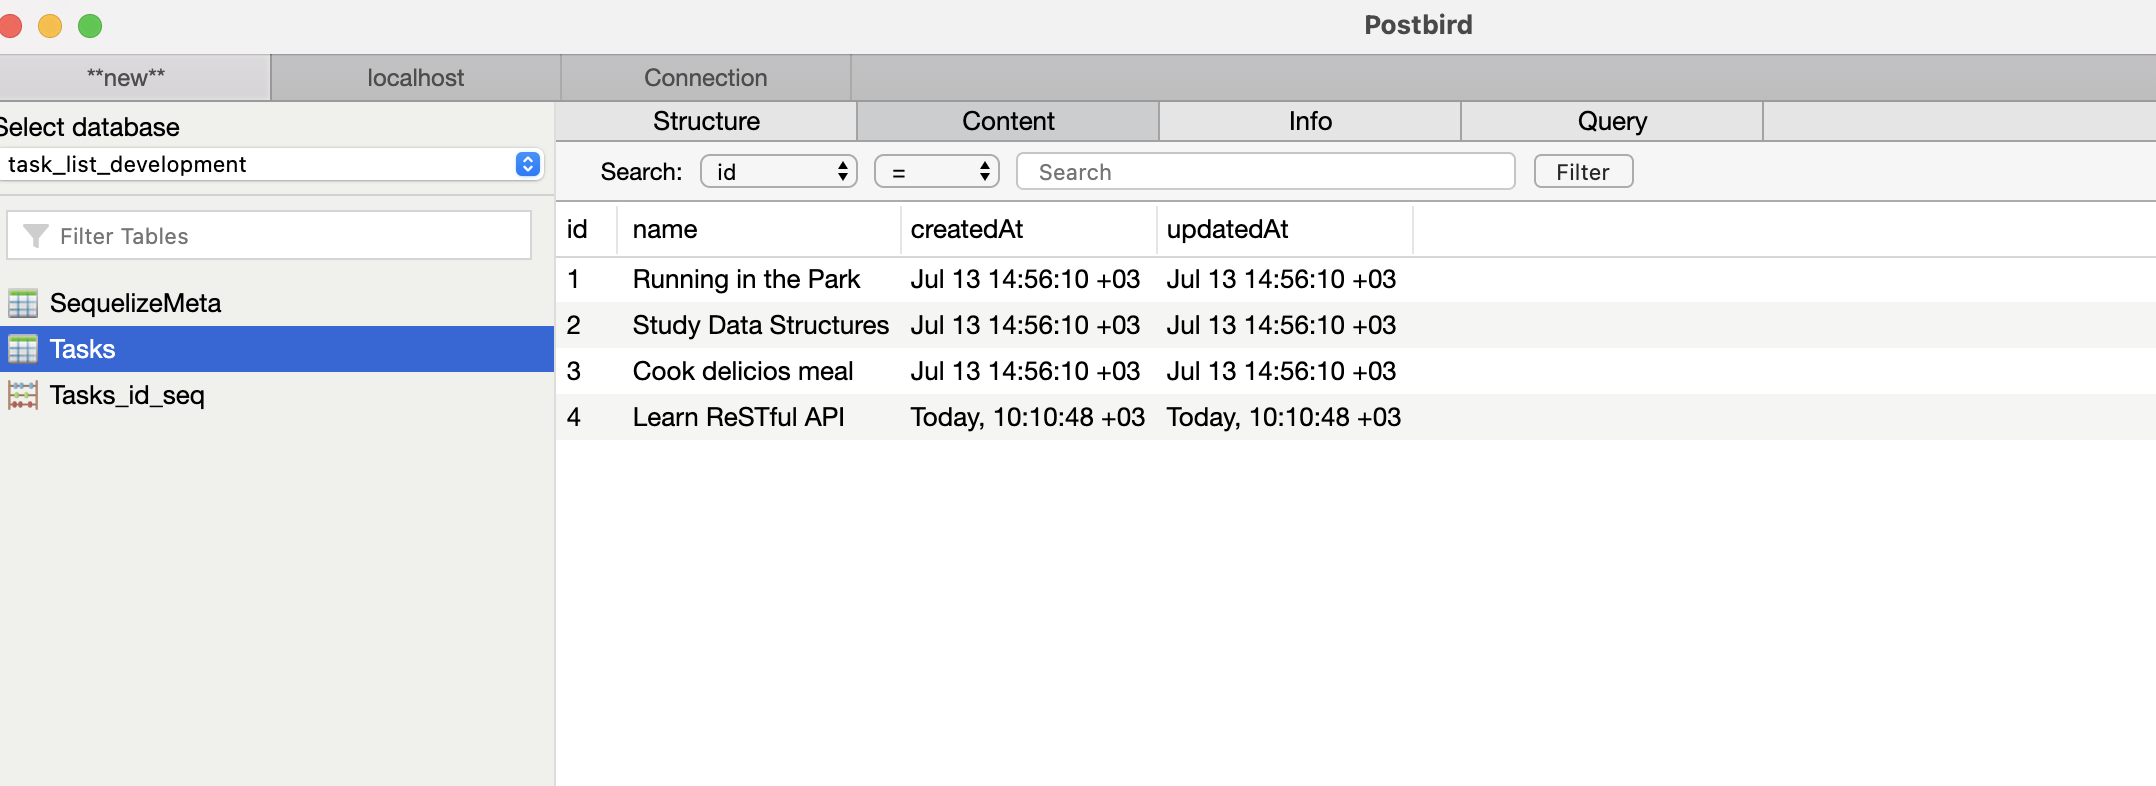 Postbird
**new** localhost Connection
Select database
task_list_development
Filter Tables
SequelizeMeta
Tasks
Tasks_id_seq
Structure Content Info Query
Search: id = Search Filter
id name createdAt updatedAt
1 Running in the Park Jul 13 14:56:10 +03 Jul 13 14:56:10 +03
2 Study Data Structures Jul 13 14:56:10 +03 Jul 13 14:56:10 +03
3 Cook delicios meal Jul 13 14:56:10 +03 Jul 13 14:56:10 +03
4 Learn ReSTful API Today, 10:10:48 +03 Today, 10:10:48 +03